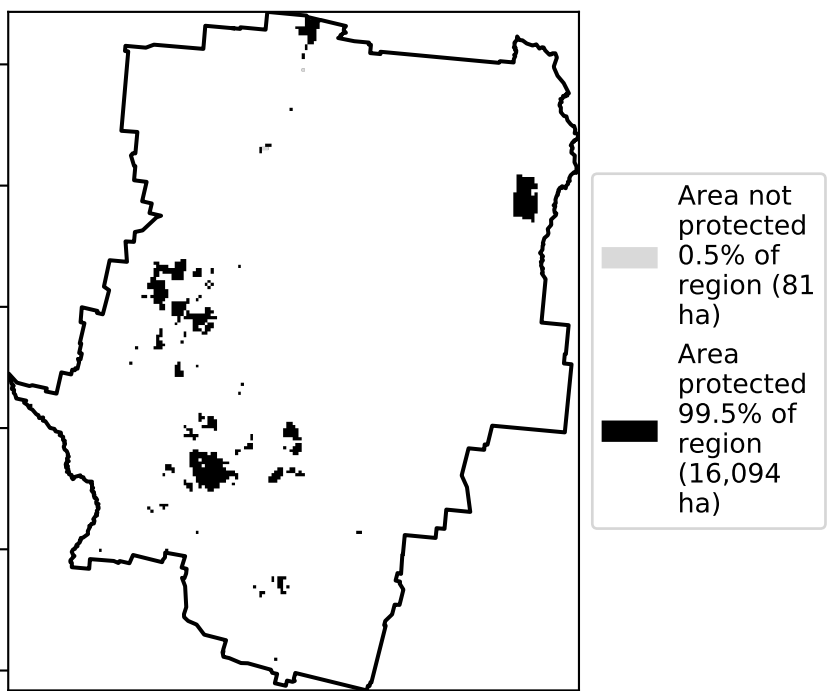 Area not
protected
0.5% of
region (81
ha)
Area
protected
99.5% of
region
(16,094
ha)